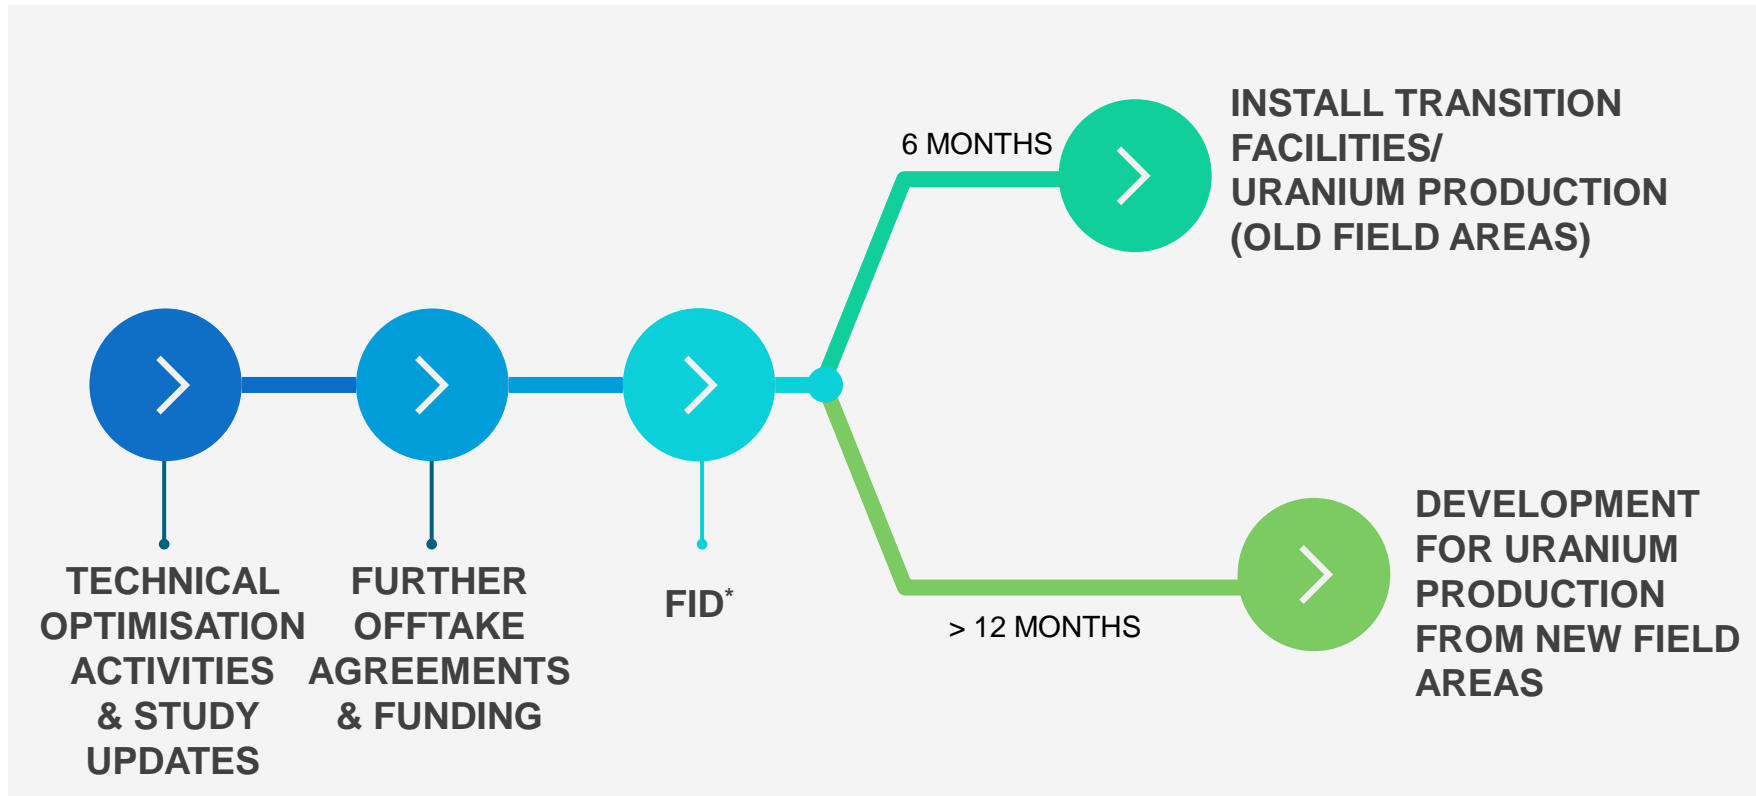 6 MONTHS
INSTALL TRANSITION
FACILITIES/
URANIUM PRODUCTION
(OLD FIELD AREAS)
TECHNICAL
OPTIMISATION
ACTIVITIES
& STUDY
UPDATES
FURTHER
OFFTAKE
AGREEMENTS
& FUNDING
FID*
> 12 MONTHS
DEVELOPMENT
FOR URANIUM
PRODUCTION
FROM NEW FIELD
AREAS